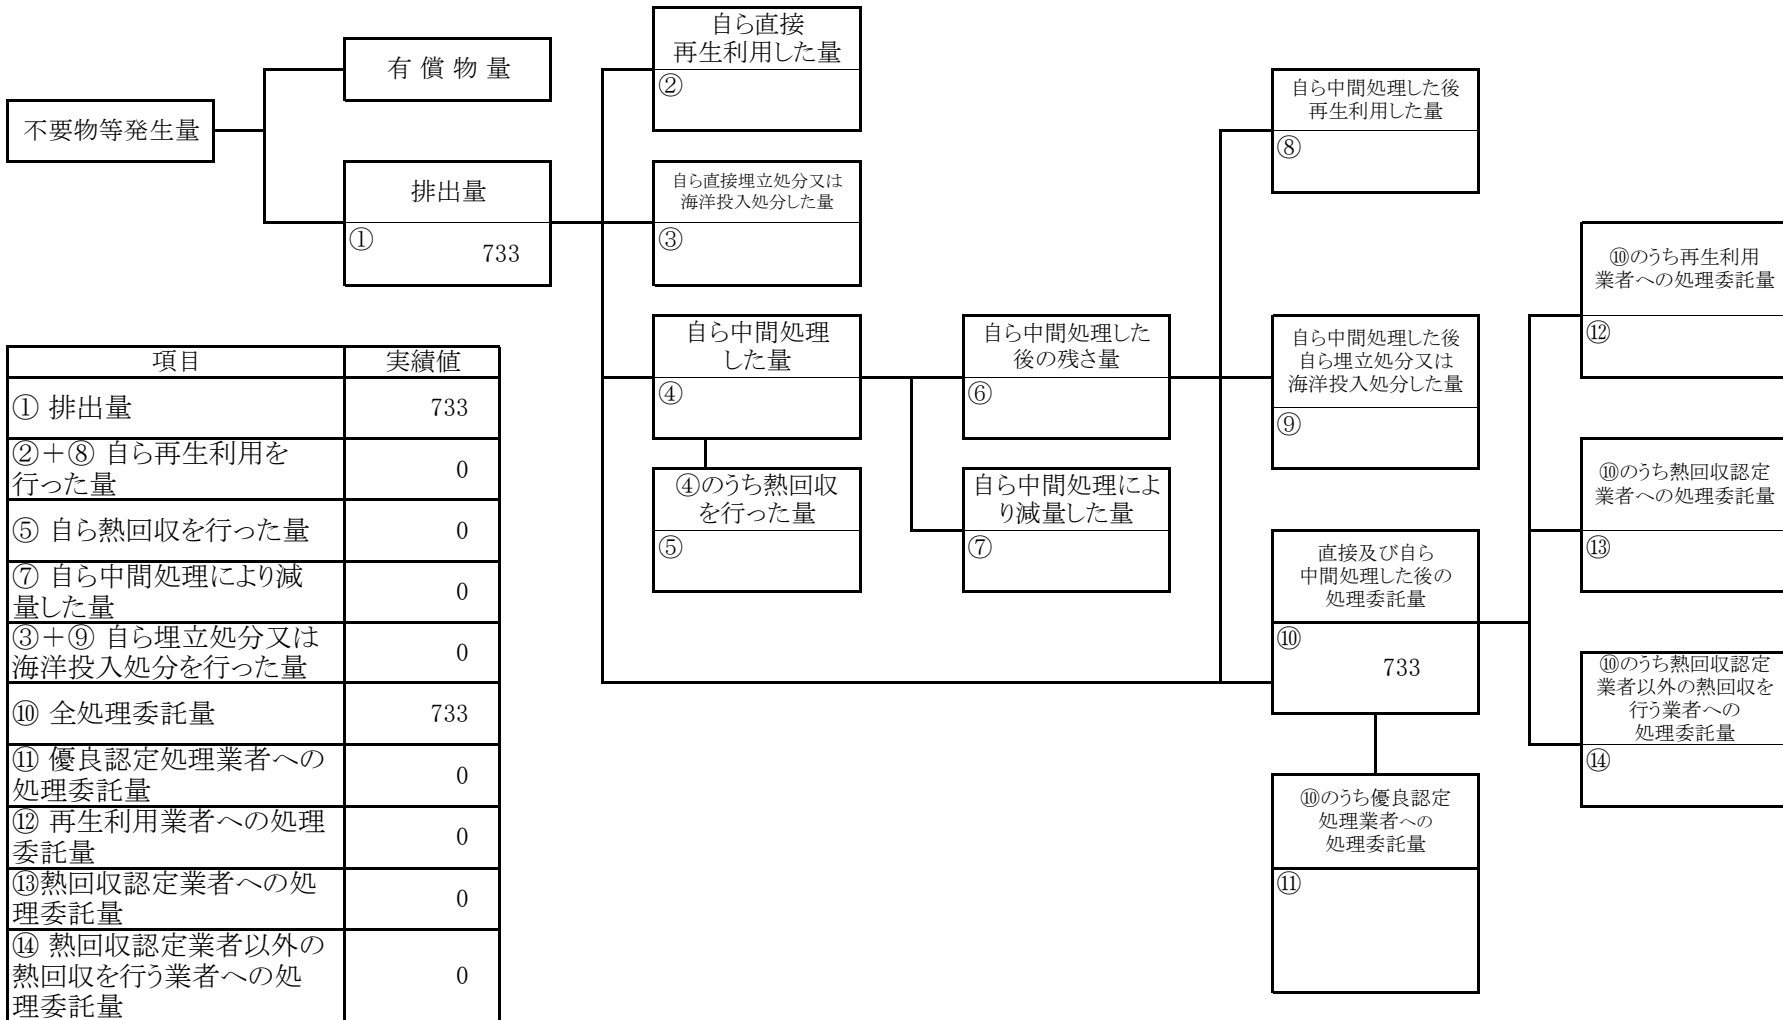 不要物等発生量
有 償 物 量
排出量
①
733
自ら直接
再生利用した量
②
自ら直接埋立処分又は
海洋投入処分した量
③
自ら中間処理
した量
④
④のうち熱回収
を行った量
⑤
自ら中間処理した
後の残さ量
⑥
自ら中間処理によ
り減量した量
⑦
自ら中間処理した後
再生利用した量
⑧
自ら中間処理した後
自ら埋立処分又は
海洋投入処分した量
⑨
直接及び自ら
中間処理した後の
処理委託量
⑩
733
⑩のうち優良認定
処理業者への
処理委託量
⑪
⑩のうち再生利用
業者への処理委託量
⑫
⑩のうち熱回収認定
業者への処理委託量
⑬
⑩のうち熱回収認定
業者以外の熱回収を
行う業者への
処理委託量
⑭
項目 実績値
① 排出量 733
②＋⑧ 自ら再生利用を
行った量 0
⑤ 自ら熱回収を行った量 0
⑦ 自ら中間処理により減
量した量 0
③＋⑨ 自ら埋立処分又は
海洋投入処分を行った量 0
⑩ 全処理委託量 733
⑪ 優良認定処理業者への
処理委託量 0
⑫ 再生利用業者への処理
委託量 0
⑬熱回収認定業者への処
理委託量 0
⑭ 熱回収認定業者以外の
熱回収を行う業者への処 0
理委託量